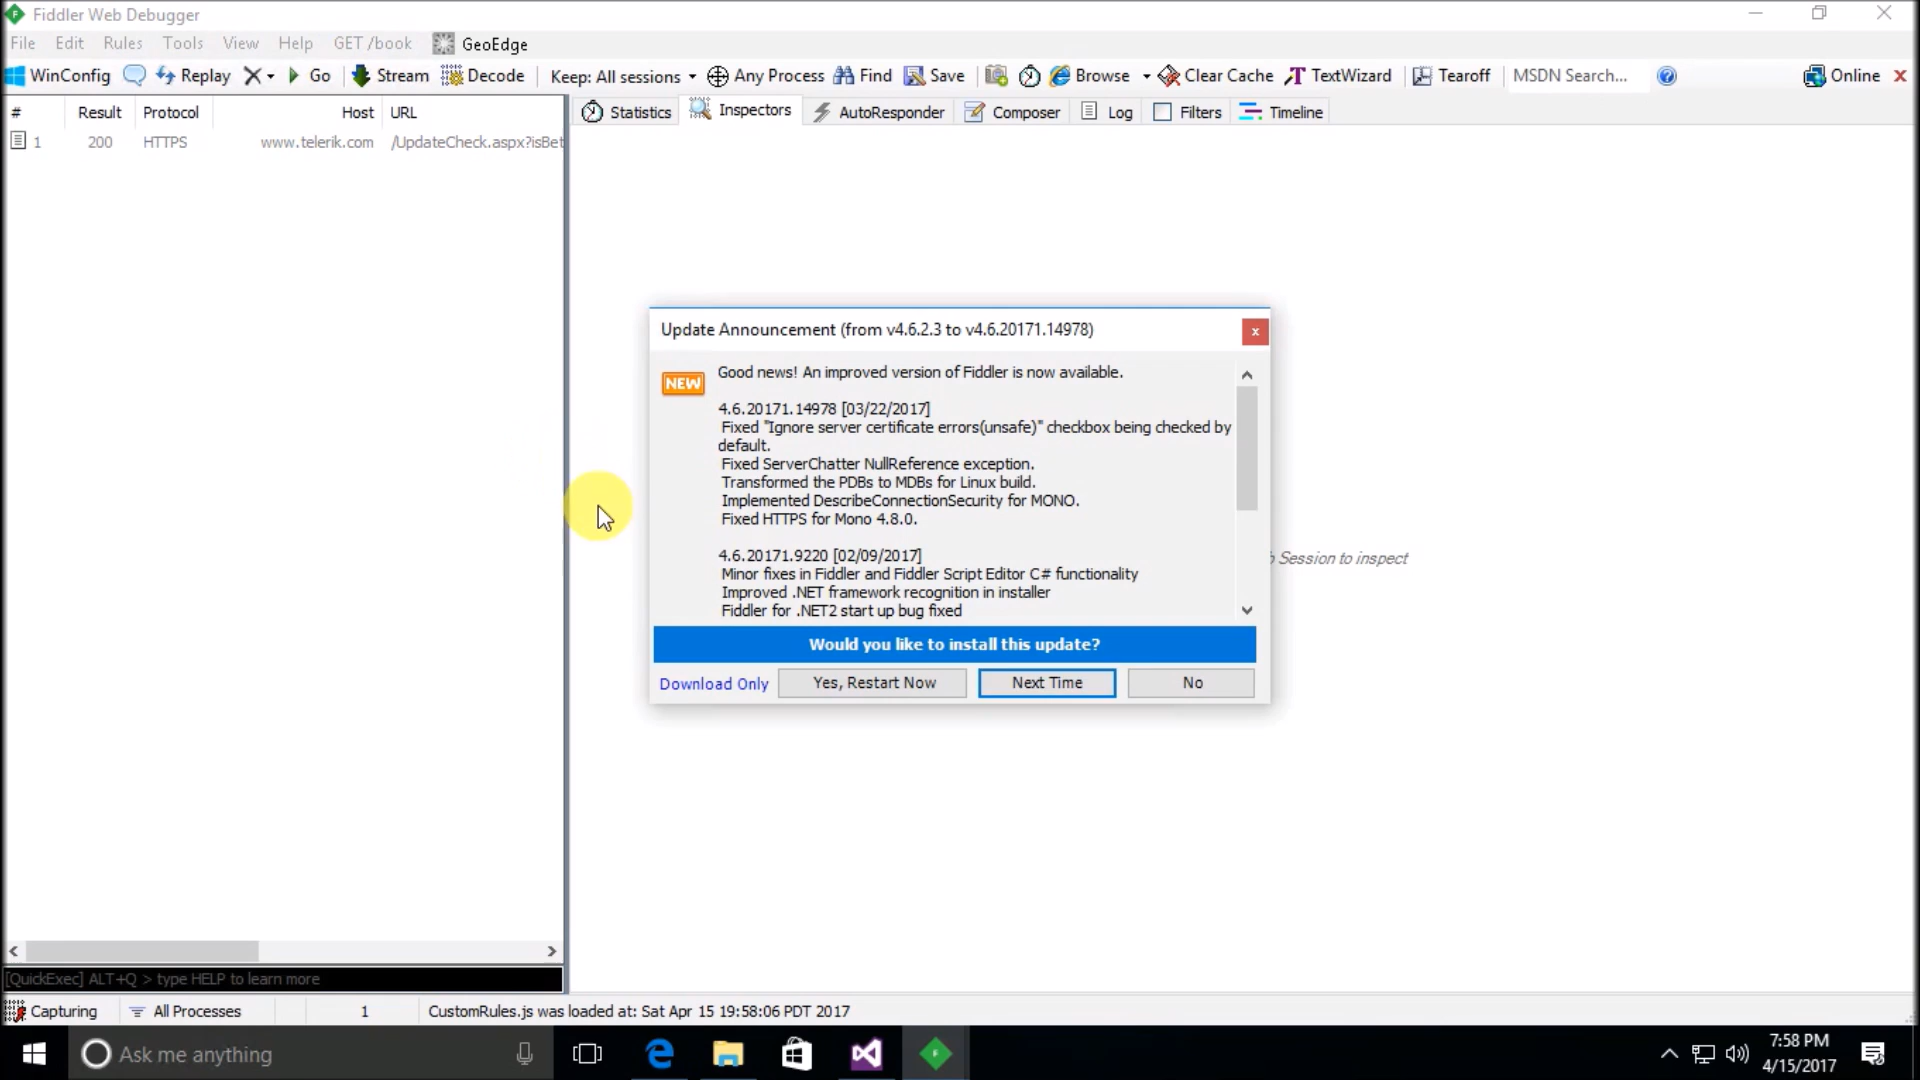 Fiddler Web Debugger
File Edit Rules Tools View Help GET /book GeoEdge
WinConfig Replay Go Stream Decode Keep: All sessions Any Process Find Save Browse Clear Cache TextWizard Tearoff MSDN Search... Online
# Result Protocol Host URL
Statistics Inspectors AutoResponder Composer Log Filters Timeline
1 200 HTTPS www.telerik.com /UpdateCheck.aspx?isBet
Update Announcement (from v4.6.2.3 to v4.6.20171.14978)
NEW
Good news! An improved version of Fiddler is now available.
4.6.20171.14978 [03/22/2017]
Fixed "Ignore server certificate errors(unsafe)" checkbox being checked by
default.
Fixed ServerChatter NullReference exception.
Transformed the PDBs to MDBs for Linux build.
Implemented DescribeConnectionSecurity for MONO.
Fixed HTTPS for Mono 4.8.0.
4.6.20171.9220 [02/09/2017]
Minor fixes in Fiddler and Fiddler Script Editor C# functionality
Improved .NET framework recognition in installer
Fiddler for .NET2 start up bug fixed
Session to inspect
Would you like to install this update?
Download Only Yes, Restart Now Next Time No
[QuickExec] ALT+Q > type HELP to learn more
Capturing All Processes 1 CustomRules.js was loaded at: Sat Apr 15 19:58:06 PDT 2017
Ask me anything
7:58 PM
4/15/2017